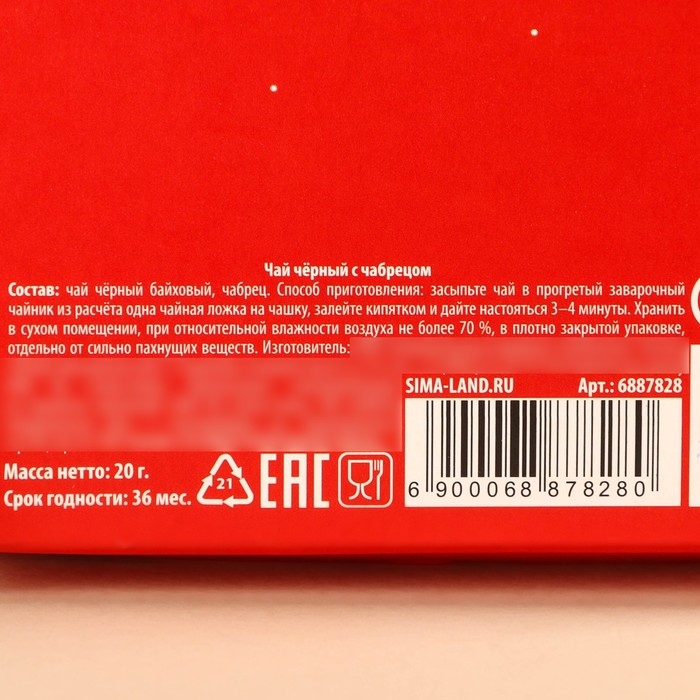 Чай чёрный с чабрецом
Состав: чай чёрный байховый, чабрец. Способ приготовления: засыпьте чай в прогретый заварочный
чайник из расчёта одна чайная ложка на чашку, залейте кипятком и дайте настояться 3–4 минуты. Хранить
в сухом помещении, при относительной влажности воздуха не более 70 %, в плотно закрытой упаковке,
отдельно от сильно пахнущих веществ. Изготовитель:
SIMA-LAND.RU Арт.: 6887828
Масса нетто: 20 г.
Срок годности: 36 мес.
21
EAC
6 900068 878280